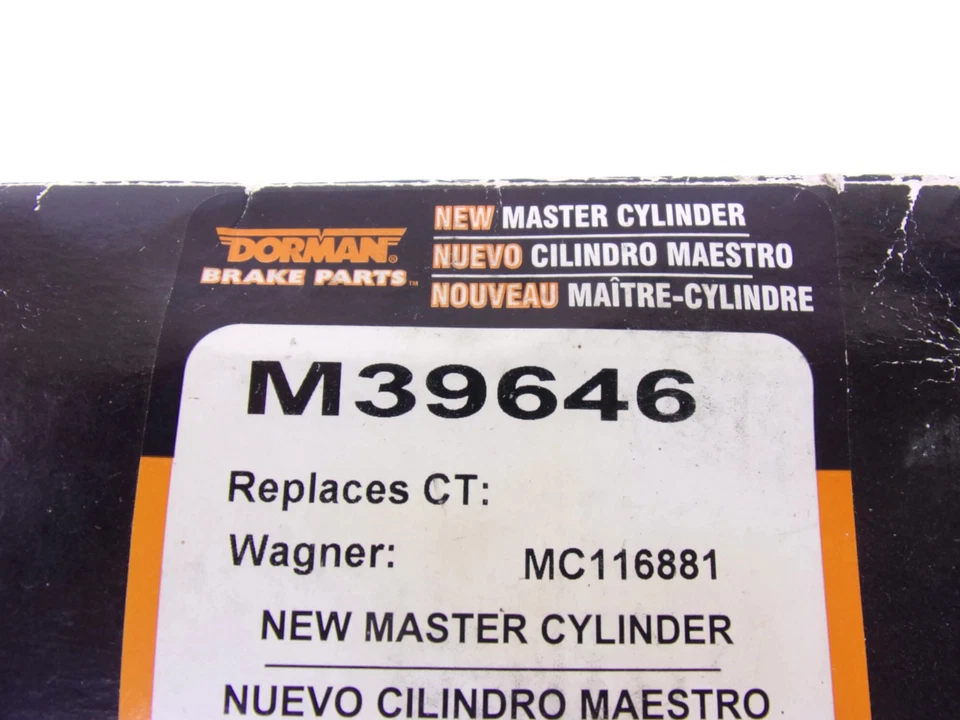 DORMAN®
BRAKE PARTS™
NEW MASTER CYLINDER
NUEVO CILINDRO MAESTRO
NOUVEAU MAÎTRE-CYLINDRE
M39646
Replaces CT:
Wagner: MC116881
NEW MASTER CYLINDER
NUEVO CILINDRO MAESTRO